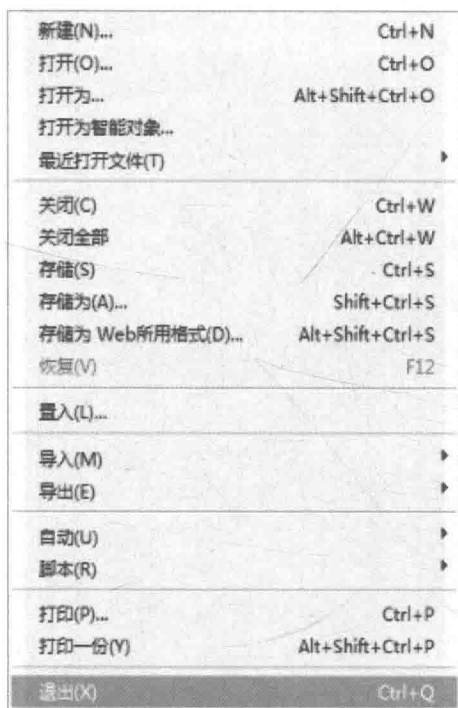 新建(N)... Ctrl+N
打开(O)... Ctrl+O
打开为... Alt+Shift+Ctrl+O
打开为智能对象...
最近打开文件(T)
关闭(C) Ctrl+W
关闭全部 Alt+Ctrl+W
存储(S) Ctrl+S
存储为(A)... Shift+Ctrl+S
存储为 Web所用格式(D)... Alt+Shift+Ctrl+S
恢复(V) F12
置入(L)...
导入(M)
导出(E)
自动(U)
脚本(R)
打印(P)... Ctrl+P
打印一份(Y) Alt+Shift+Ctrl+P
退出(X) Ctrl+Q